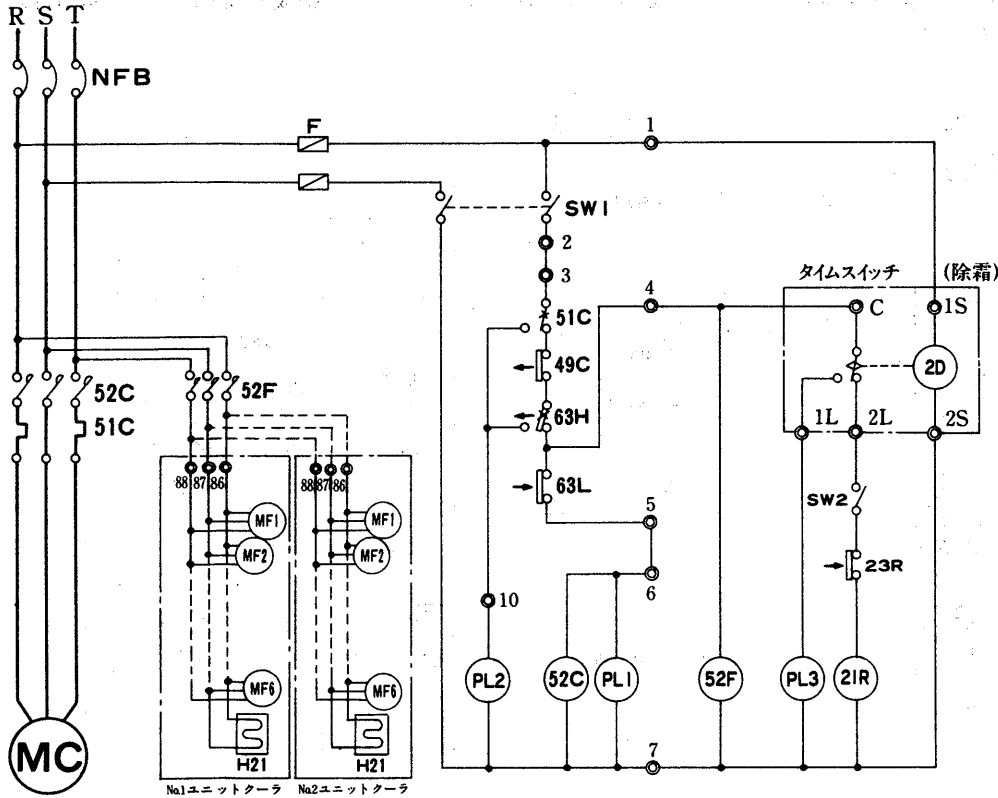 R S T
NFB
F
1
SW1
2
3
タイムスイッチ
(除霜)
4
51C
C
1S
49C
2D
52C
52F
51C
63H
1L
2L
2S
88 87 86
88 87 86
63L
SW2
MF1
MF1
5
MF2
MF2
23R
6
10
MF6
MF6
PL2
52C
PL1
52F
PL3
21R
MC
H21
H21
7
No.1ユニットクーラ
No.2ユニットクーラ